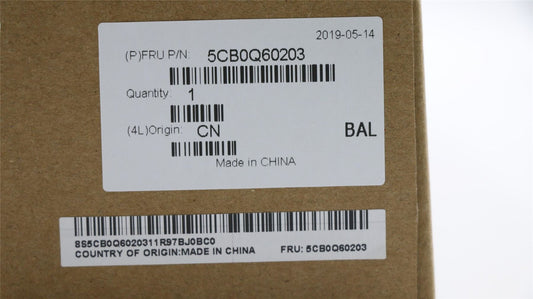 2019-05-14
(P)FRU P/N: 5CB0Q60203
Quantity: 1
(4L)Origin: CN
BAL
Made in CHINA
8S5CB0Q6020311R97BJ0BC0
COUNTRY OF ORIGIN:MADE IN CHINA FRU: 5CB0Q60203